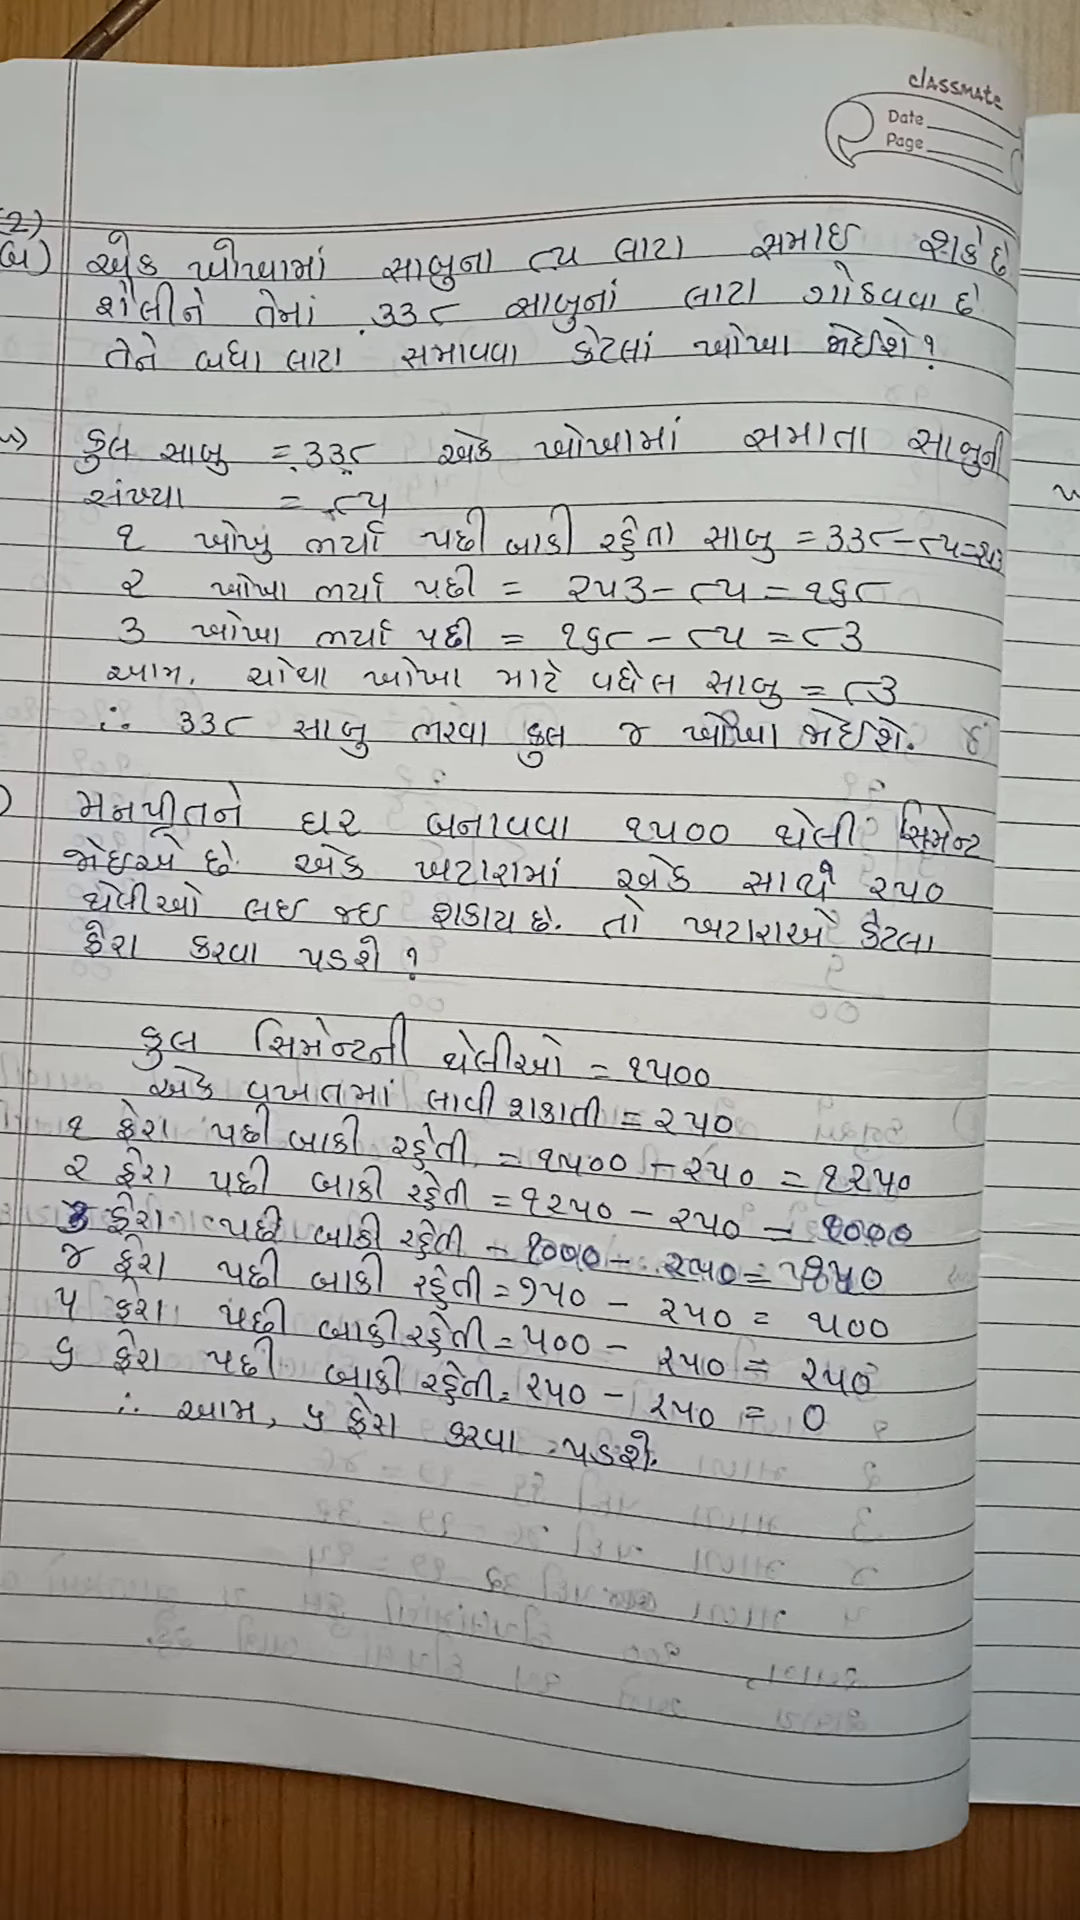 classmate
Date
Page
(2)
(બ) એક ખોખામાં સાબુના ૮૫ લાટા સમાઇ શકે છે
શૈલીને તેમાં ૩૩૮ સાબુનાં લાટા ગોઠવવા છે
તેને બધા લાટા સમાવવા કેટલાં ખોખા જોઈશે ?
કુલ સાબુ = ૩૩૮ એક ખોખામાં સમાતા સાબુની
સંખ્યા = ૮૫
૧ ખોખું ભર્યા પછી બાકી રહેતા સાબુ = ૩૩૮ - ૮૫ = ૨૫૩
૨ ખોખા ભર્યા પછી = ૨૫૩ - ૮૫ = ૧૬૮
૩ ખોખા ભર્યા પછી = ૧૬૮ - ૮૫ = ૮૩
આમ, ચોથા ખોખા માટે વધેલ સાબુ = ૮૩
∴ ૩૩૮ સાબુ ભરવા કુલ ૪ ખોખા જોઈશે.
મનપ્રીતને ઘર બનાવવા ૧૫૦૦ થેલી સિમેન્ટ
જોઇએ છે. એક ખટારામાં એક સાથે ૨૫૦
થેલીઓ લઇ જઇ શકાય છે. તો ખટારાએ કેટલા
ફેરા કરવા પડશે ?
કુલ સિમેન્ટની થેલીઓ = ૧૫૦૦
એક વખતમાં લાવી શકાતી = ૨૫૦
૧ ફેરા પછી બાકી રહેતી = ૧૫૦૦ - ૨૫૦ = ૧૨૫૦
૨ ફેરા પછી બાકી રહેતી = ૧૨૫૦ - ૨૫૦ = ૧૦૦૦
૩ ફેરા પછી બાકી રહેતી = ૧૦૦૦ - ૨૫૦ = ૭૫૦
૪ ફેરા પછી બાકી રહેતી = ૭૫૦ - ૨૫૦ = ૫૦૦
૫ ફેરા પછી બાકી રહેતી = ૫૦૦ - ૨૫૦ = ૨૫૦
૬ ફેરા પછી બાકી રહેતી = ૨૫૦ - ૨૫૦ = ૦
∴ આમ, ૬ ફેરા કરવા પડશે.